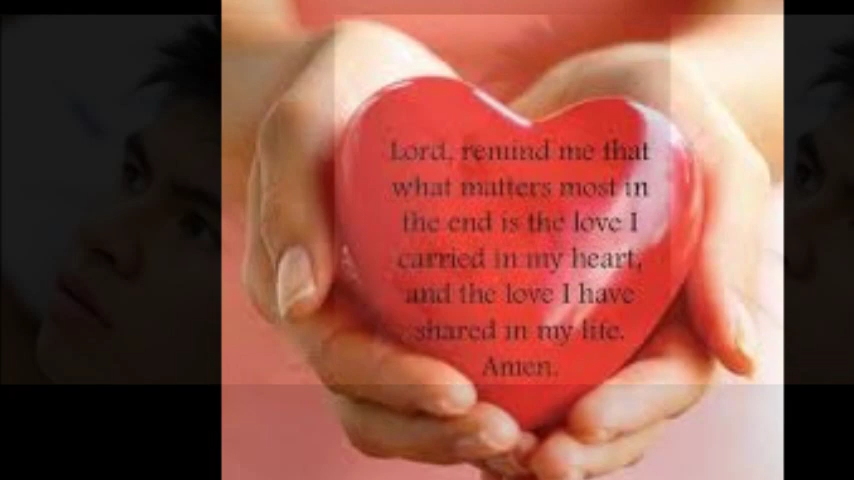 Lord, remind me that
what matters most in
the end is the love I
carried in my heart,
and the love I have
shared in my life.
Amen.